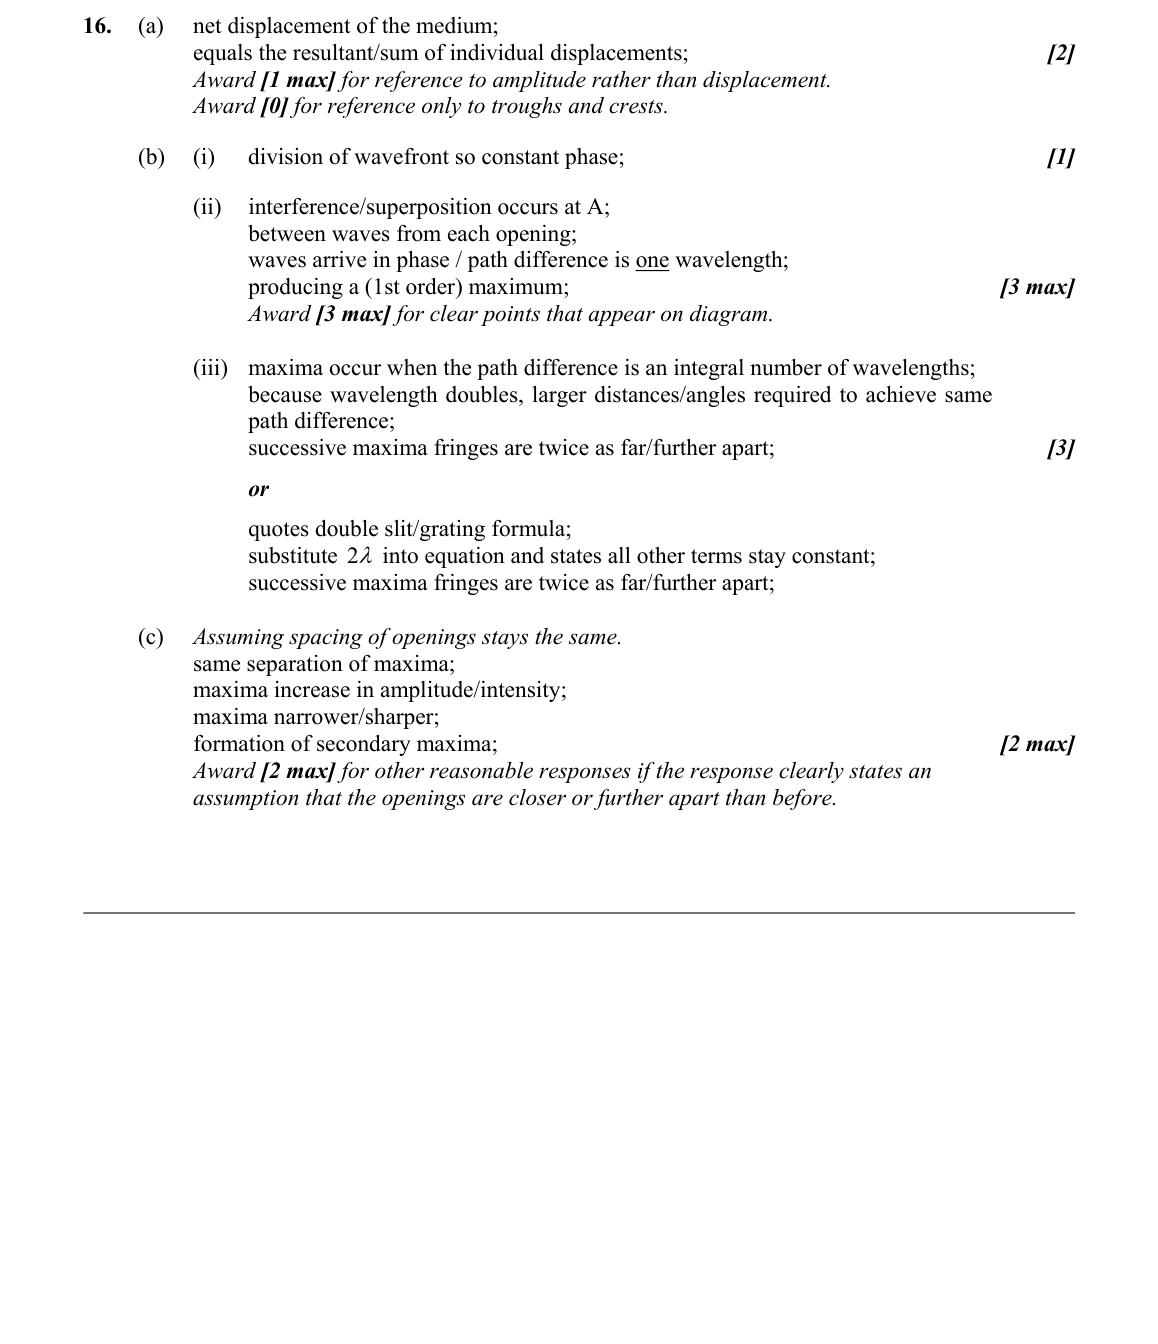 16. (a) net displacement of the medium;
equals the resultant/sum of individual displacements; [2]
Award [1 max] for reference to amplitude rather than displacement.
Award [0] for reference only to troughs and crests.
(b) (i) division of wavefront so constant phase; [1]
(ii) interference/superposition occurs at A;
between waves from each opening;
waves arrive in phase / path difference is one wavelength;
producing a (1st order) maximum; [3 max]
Award [3 max] for clear points that appear on diagram.
(iii) maxima occur when the path difference is an integral number of wavelengths;
because wavelength doubles, larger distances/angles required to achieve same
path difference;
successive maxima fringes are twice as far/further apart; [3]
or
quotes double slit/grating formula;
substitute 2λ into equation and states all other terms stay constant;
successive maxima fringes are twice as far/further apart;
(c) Assuming spacing of openings stays the same.
same separation of maxima;
maxima increase in amplitude/intensity;
maxima narrower/sharper;
formation of secondary maxima; [2 max]
Award [2 max] for other reasonable responses if the response clearly states an
assumption that the openings are closer or further apart than before.